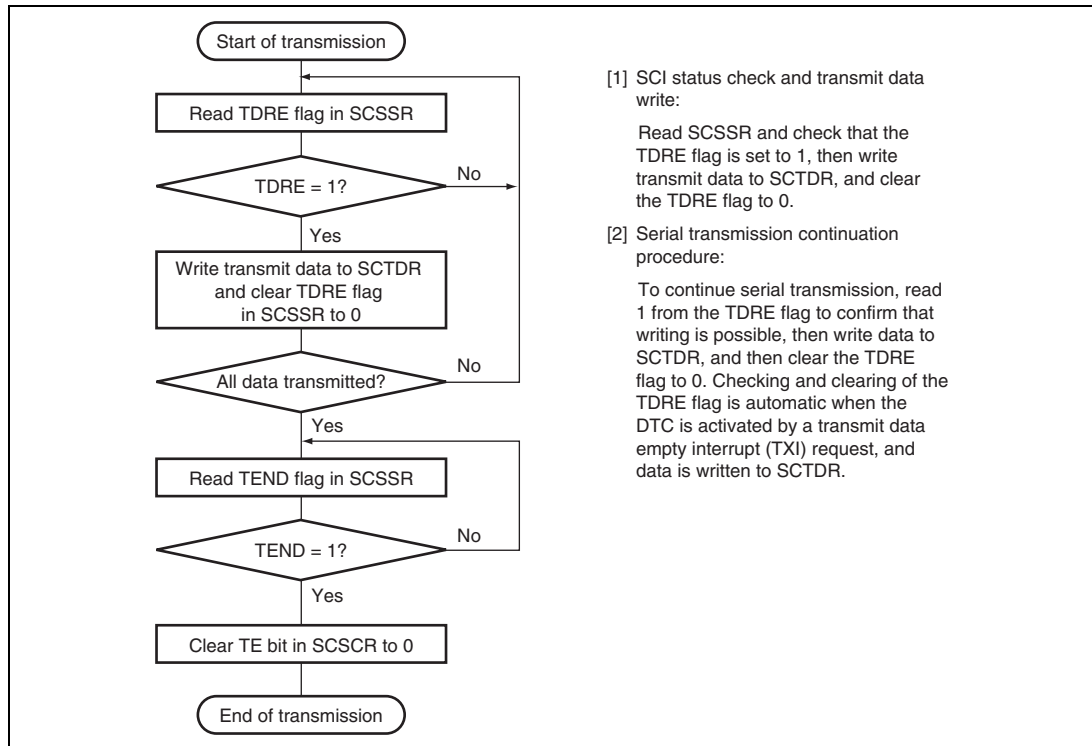 Start of transmission
Read TDRE flag in SCSSR
TDRE = 1?
No
Yes
Write transmit data to SCTDR
and clear TDRE flag
in SCSSR to 0
All data transmitted?
No
Yes
Read TEND flag in SCSSR
TEND = 1?
No
Yes
Clear TE bit in SCSCR to 0
End of transmission
[1] SCI status check and transmit data
write:
Read SCSSR and check that the
TDRE flag is set to 1, then write
transmit data to SCTDR, and clear
the TDRE flag to 0.
[2] Serial transmission continuation
procedure:
To continue serial transmission, read
1 from the TDRE flag to confirm that
writing is possible, then write data to
SCTDR, and then clear the TDRE
flag to 0. Checking and clearing of the
TDRE flag is automatic when the
DTC is activated by a transmit data
empty interrupt (TXI) request, and
data is written to SCTDR.